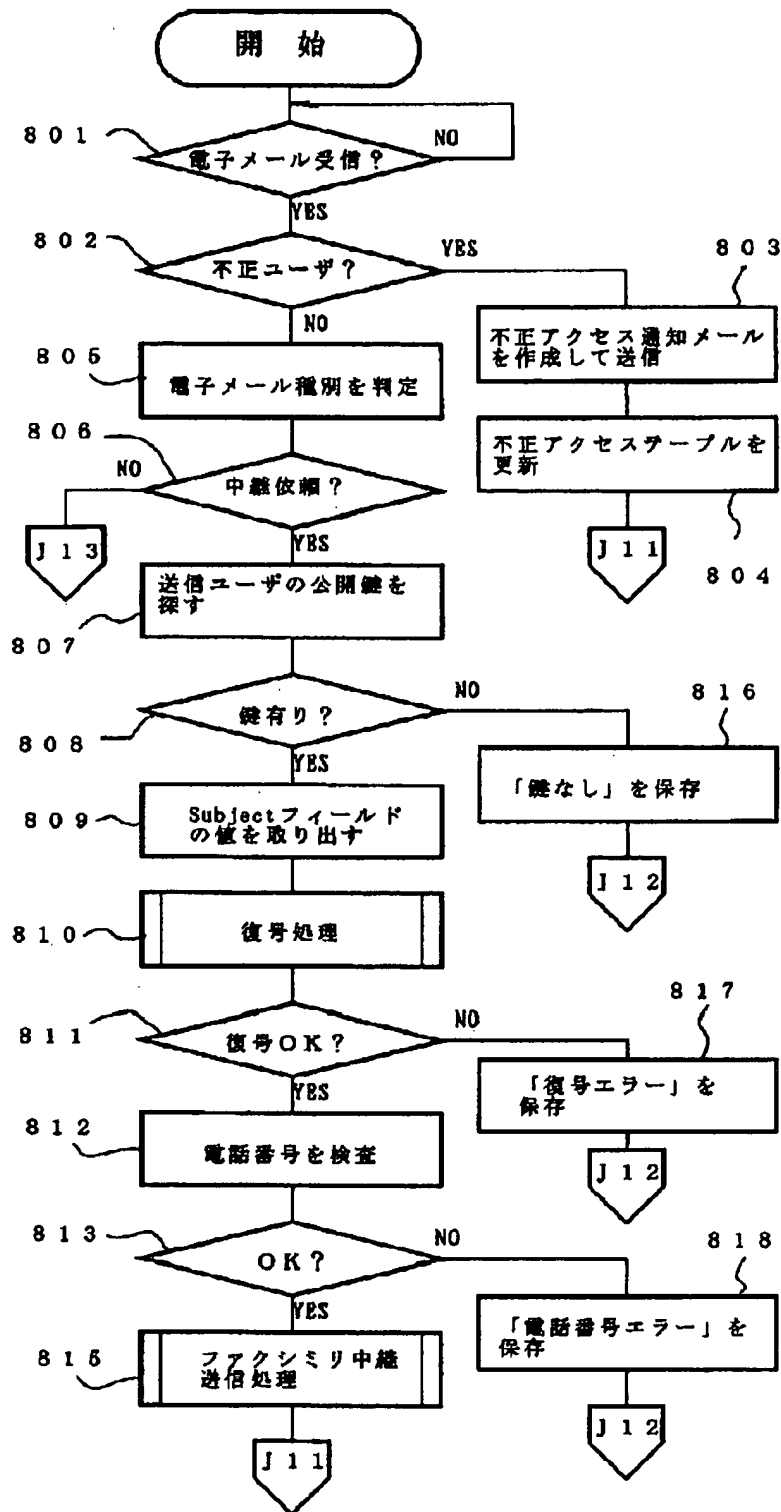 開 始
801
電子メール受信？
NO
YES
802
不正ユーザ？
YES
NO
803
不正アクセス通知メール
を作成して送信
805
電子メール種別を判定
不正アクセステーブルを
更新
804
J11
806
中継依頼？
NO
YES
J13
送信ユーザの公開鍵を
探す
807
鍵有り？
808
NO
YES
816
「鍵なし」を保存
J12
809
Subjectフィールド
の値を取り出す
810
復号処理
811
復号OK？
NO
YES
817
「復号エラー」を
保存
J12
812
電話番号を検査
813
OK？
NO
YES
818
「電話番号エラー」を
保存
J12
815
ファクシミリ中継
送信処理
J11